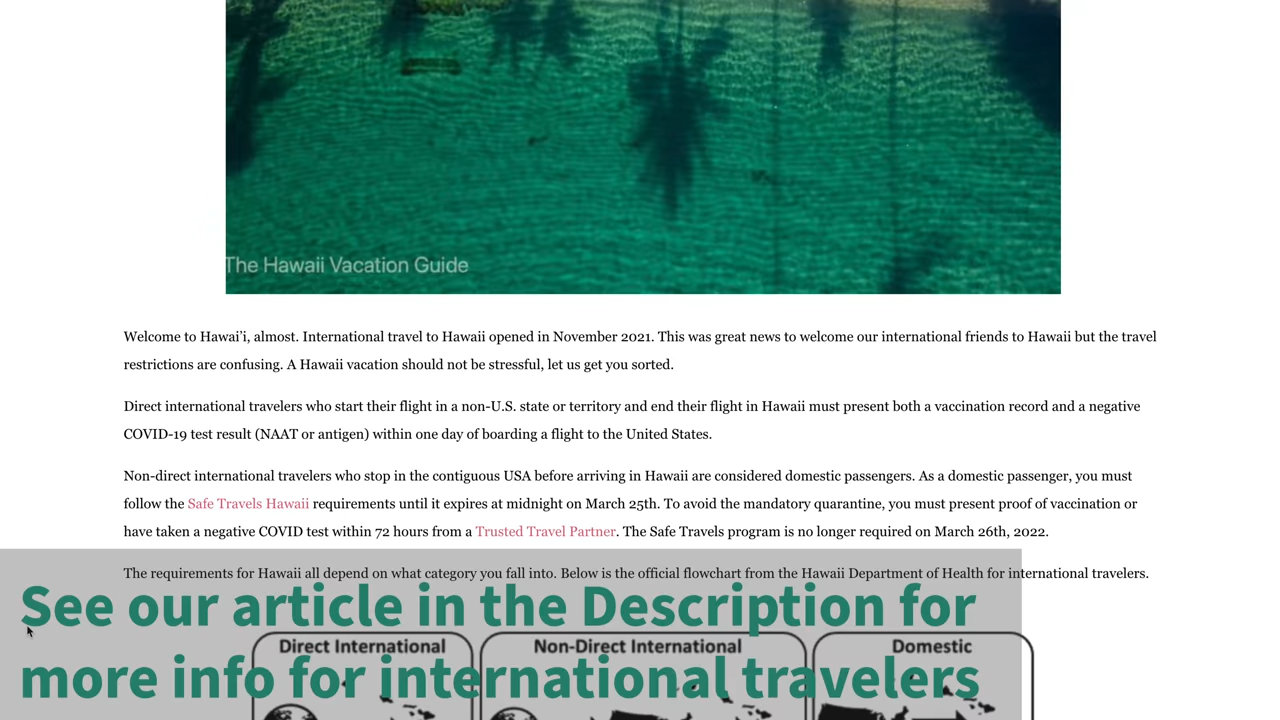 The Hawaii Vacation Guide
Welcome to Hawai’i, almost. International travel to Hawaii opened in November 2021. This was great news to welcome our international friends to Hawaii but the travel
restrictions are confusing. A Hawaii vacation should not be stressful, let us get you sorted.
Direct international travelers who start their flight in a non-U.S. state or territory and end their flight in Hawaii must present both a vaccination record and a negative
COVID-19 test result (NAAT or antigen) within one day of boarding a flight to the United States.
Non-direct international travelers who stop in the contiguous USA before arriving in Hawaii are considered domestic passengers. As a domestic passenger, you must
follow the Safe Travels Hawaii requirements until it expires at midnight on March 25th. To avoid the mandatory quarantine, you must present proof of vaccination or
have taken a negative COVID test within 72 hours from a Trusted Travel Partner. The Safe Travels program is no longer required on March 26th, 2022.
The requirements for Hawaii all depend on what category you fall into. Below is the official flowchart from the Hawaii Department of Health for international travelers.
See our article in the Description for
more info for international travelers
Direct International
Non-Direct International
Domestic